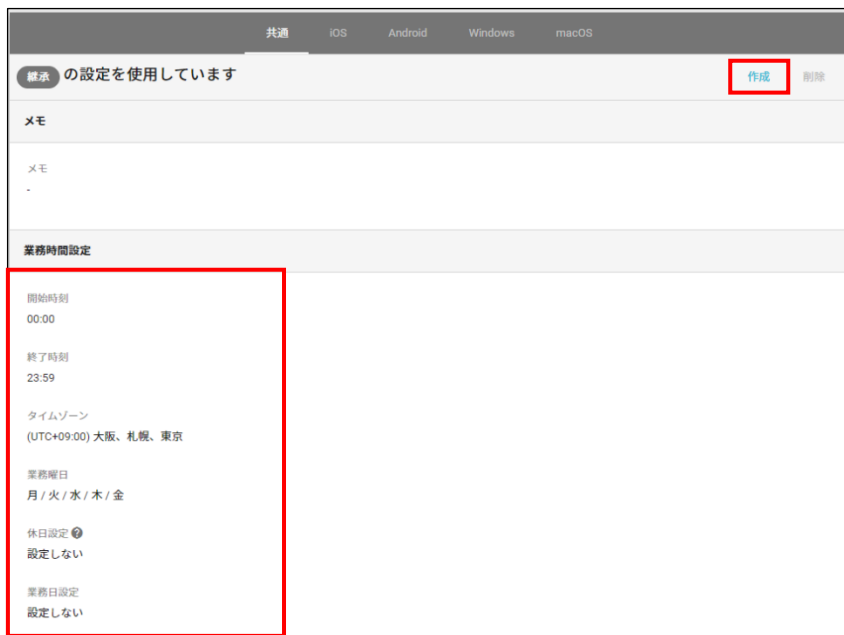 共通 iOS Android Windows macOS
継承 の設定を使用しています 作成 削除
メモ
メモ
-
業務時間設定
開始時刻
00:00
終了時刻
23:59
タイムゾーン
(UTC+09:00) 大阪、札幌、東京
業務曜日
月 / 火 / 水 / 木 / 金
休日設定 ?
設定しない
業務日設定
設定しない